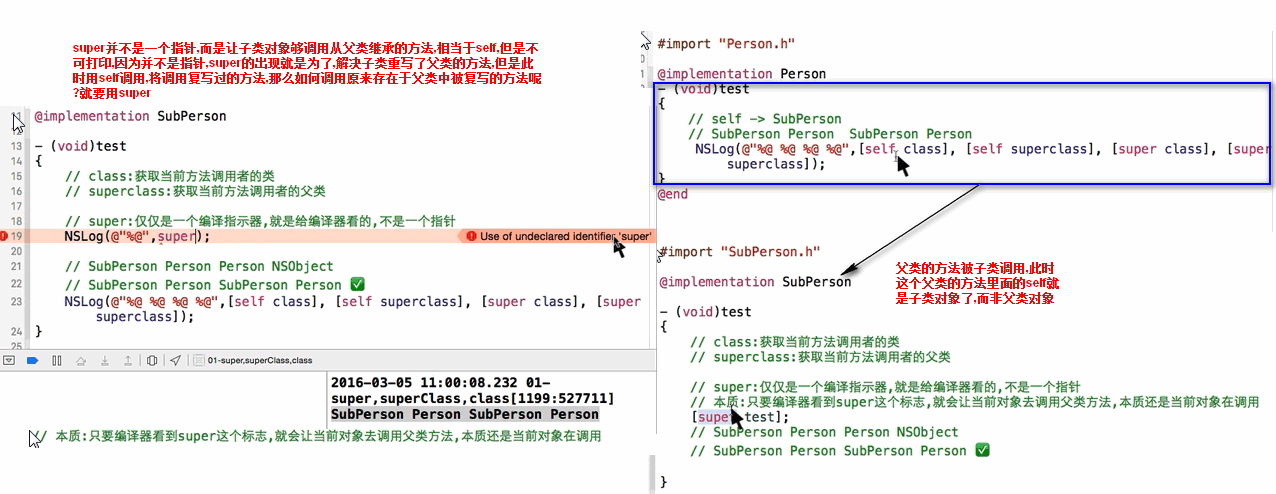 super并不是一个指针,而是让子类对象够调用从父类继承的方法,相当于self,但是不
可打印,因为并不是指针,super的出现就是为了,解决子类重写了父类的方法,但是此
时用self调用,将调用复写过的方法,那么如何调用原来存在于父类中被复写的方法呢
?就要用super
11 @implementation SubPerson
12
13 - (void)test
14 {
15 // class:获取当前方法调用者的类
16 // superclass:获取当前方法调用者的父类
17
18 // super:仅仅是一个编译指示器,就是给编译器看的,不是一个指针
19 NSLog(@"%@",super); Use of undeclared identifier 'super'
20
21 // SubPerson Person Person NSObject
22 // SubPerson Person SubPerson Person ✅
23 NSLog(@"%@ %@ %@ %@",[self class], [self superclass], [super class], [super
superclass]);
24 }
25
01-super,superClass,class
2016-03-05 11:00:08.232 01-
super,superClass,class[1199:527711]
SubPerson Person SubPerson Person
// 本质:只要编译器看到super这个标志,就会让当前对象去调用父类方法,本质还是当前对象在调用
#import "Person.h"
@implementation Person
- (void)test
{
// self -> SubPerson
// SubPerson Person SubPerson Person
NSLog(@"%@ %@ %@ %@",[self class], [self superclass], [super class], [super
superclass]);
}
@end
#import "SubPerson.h"
@implementation SubPerson
父类的方法被子类调用,此时
这个父类的方法里面的self就
是子类对象了,而非父类对象
- (void)test
{
// class:获取当前方法调用者的类
// superclass:获取当前方法调用者的父类
// super:仅仅是一个编译指示器,就是给编译器看的,不是一个指针
// 本质:只要编译器看到super这个标志,就会让当前对象去调用父类方法,本质还是当前对象在调用
[super test];
// SubPerson Person Person NSObject
// SubPerson Person SubPerson Person ✅
}